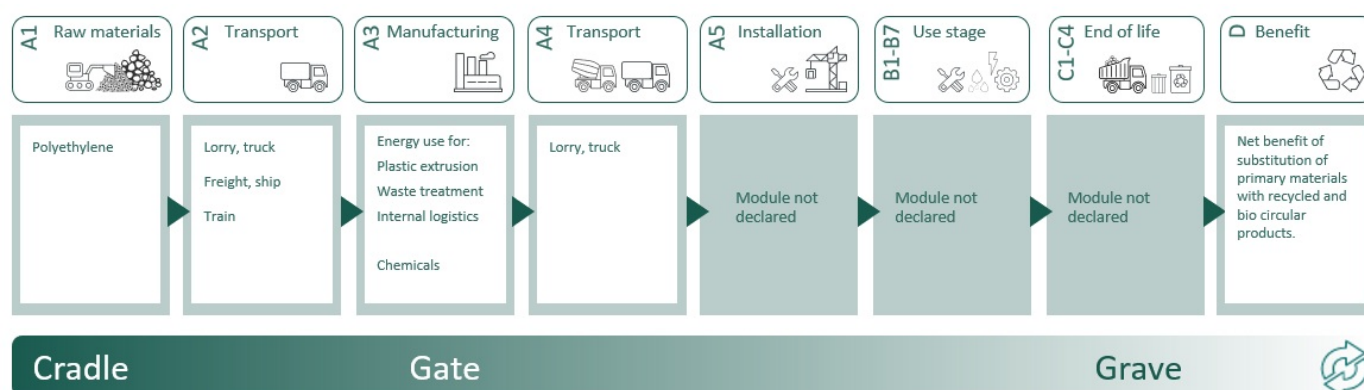 A1 Raw materials
A2 Transport
A3 Manufacturing
A4 Transport
A5 Installation
B1-B7 Use stage
C1-C4 End of life
D Benefit
Polyethylene
Lorry, truck
Freight, ship
Train
Energy use for:
Plastic extrusion
Waste treatment
Internal logistics
Chemicals
Lorry, truck
Module not
declared
Module not
declared
Module not
declared
Net benefit of
substitution of
primary materials
with recycled and
bio circular
products.
Cradle
Gate
Grave